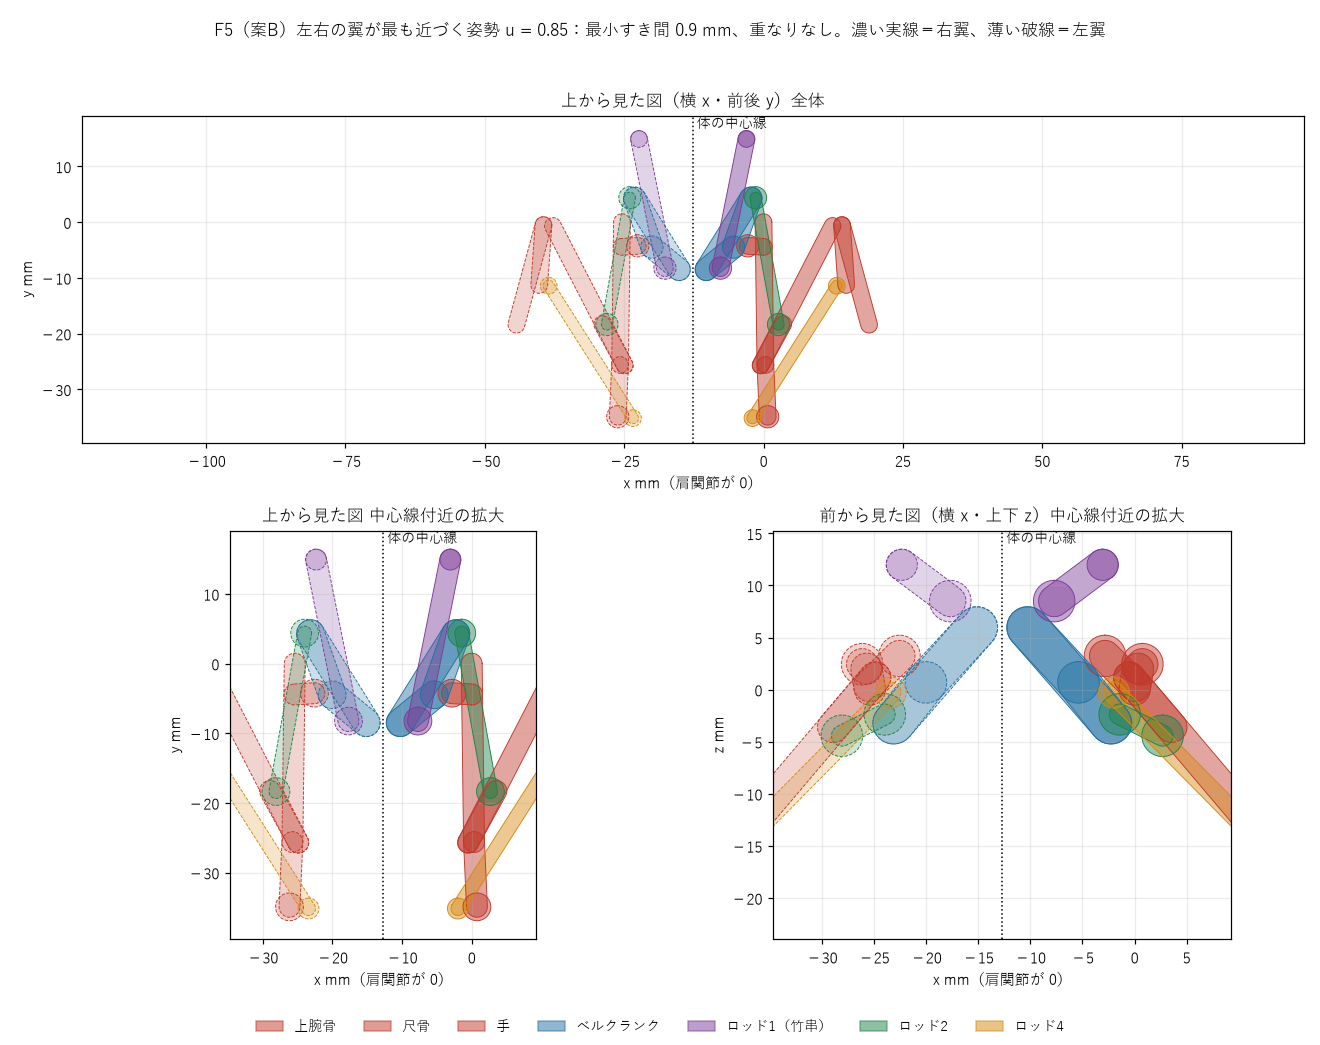 F5（案B）左右の翼が最も近づく姿勢 u = 0.85：最小すき間 0.9 mm、重なりなし。濃い実線＝右翼、薄い破線＝左翼
上から見た図（横 x・前後 y）全体
体の中心線
10
0
−10
−20
−30
y mm
−100
−75
−50
−25
0
25
50
75
x mm（肩関節が 0）
上から見た図 中心線付近の拡大
体の中心線
10
0
−10
−20
−30
y mm
−30
−20
−10
0
x mm（肩関節が 0）
前から見た図（横 x・上下 z）中心線付近の拡大
体の中心線
15
10
5
0
−5
−10
−15
−20
z mm
−30
−25
−20
−15
−10
−5
0
5
x mm（肩関節が 0）
上腕骨
尺骨
手
ベルクランク
ロッド1（竹串）
ロッド2
ロッド4